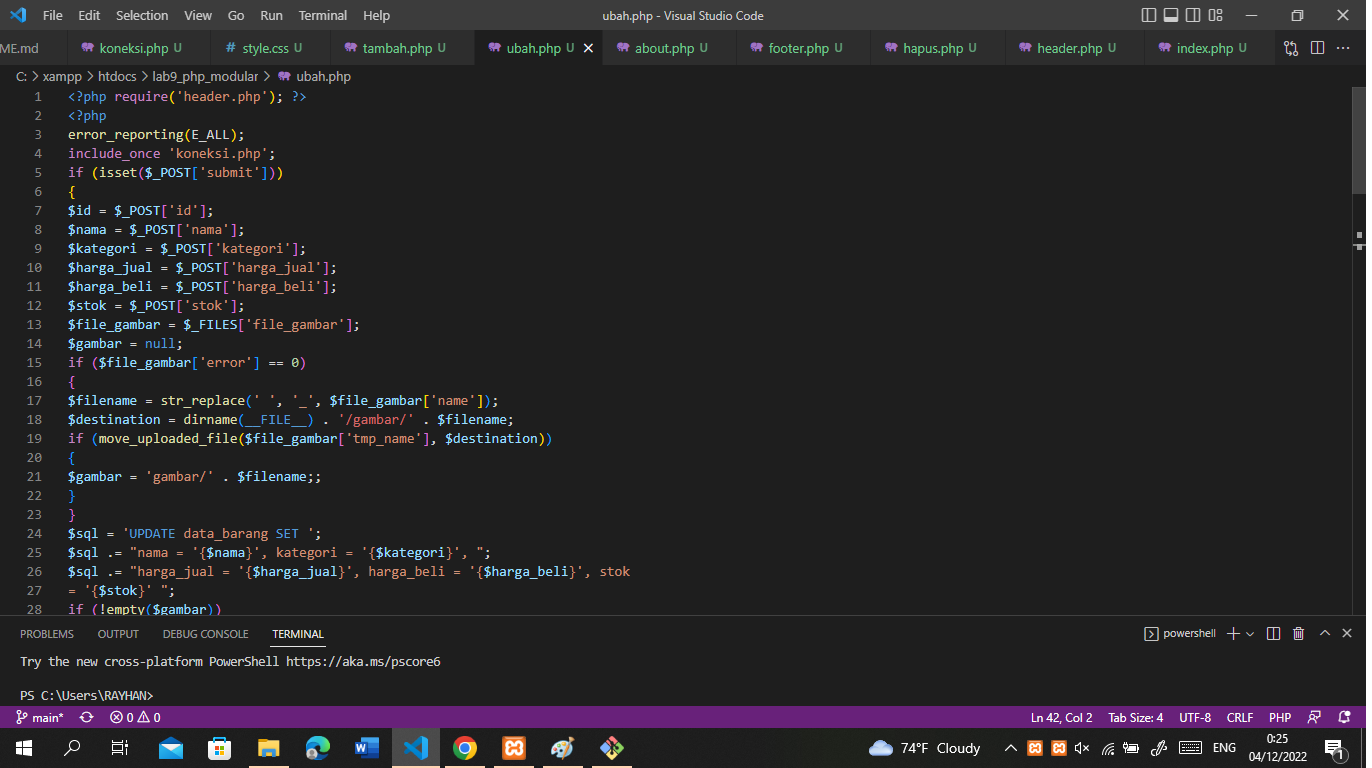 File Edit Selection View Go Run Terminal Help ubah.php - Visual Studio Code
ME.md koneksi.php U # style.css U tambah.php U ubah.php U about.php U footer.php U hapus.php U header.php U index.php U
C: > xampp > htdocs > lab9_php_modular > ubah.php
1 <?php require('header.php'); ?>
2 <?php
3 error_reporting(E_ALL);
4 include_once 'koneksi.php';
5 if (isset($_POST['submit']))
6 {
7 $id = $_POST['id'];
8 $nama = $_POST['nama'];
9 $kategori = $_POST['kategori'];
10 $harga_jual = $_POST['harga_jual'];
11 $harga_beli = $_POST['harga_beli'];
12 $stok = $_POST['stok'];
13 $file_gambar = $_FILES['file_gambar'];
14 $gambar = null;
15 if ($file_gambar['error'] == 0)
16 {
17 $filename = str_replace(' ', '_', $file_gambar['name']);
18 $destination = dirname(__FILE__) . '/gambar/' . $filename;
19 if (move_uploaded_file($file_gambar['tmp_name'], $destination))
20 {
21 $gambar = 'gambar/' . $filename;;
22 }
23 }
24 $sql = 'UPDATE data_barang SET ';
25 $sql .= "nama = '{$nama}', kategori = '{$kategori}', ";
26 $sql .= "harga_jual = '{$harga_jual}', harga_beli = '{$harga_beli}', stok
27 = '{$stok}' ";
28 if (!empty($gambar))
PROBLEMS OUTPUT DEBUG CONSOLE TERMINAL powershell
Try the new cross-platform PowerShell https://aka.ms/pscore6
PS C:\Users\RAYHAN>
main* 0 0 Ln 42, Col 2 Tab Size: 4 UTF-8 CRLF PHP
74°F Cloudy ENG 0:25
04/12/2022 1